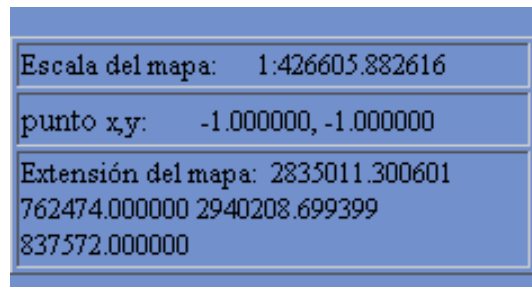 Escala del mapa: 1:426605.882616
punto x,y: -1.000000, -1.000000
Extensión del mapa: 2835011.300601
762474.000000 2940208.699399
837572.000000